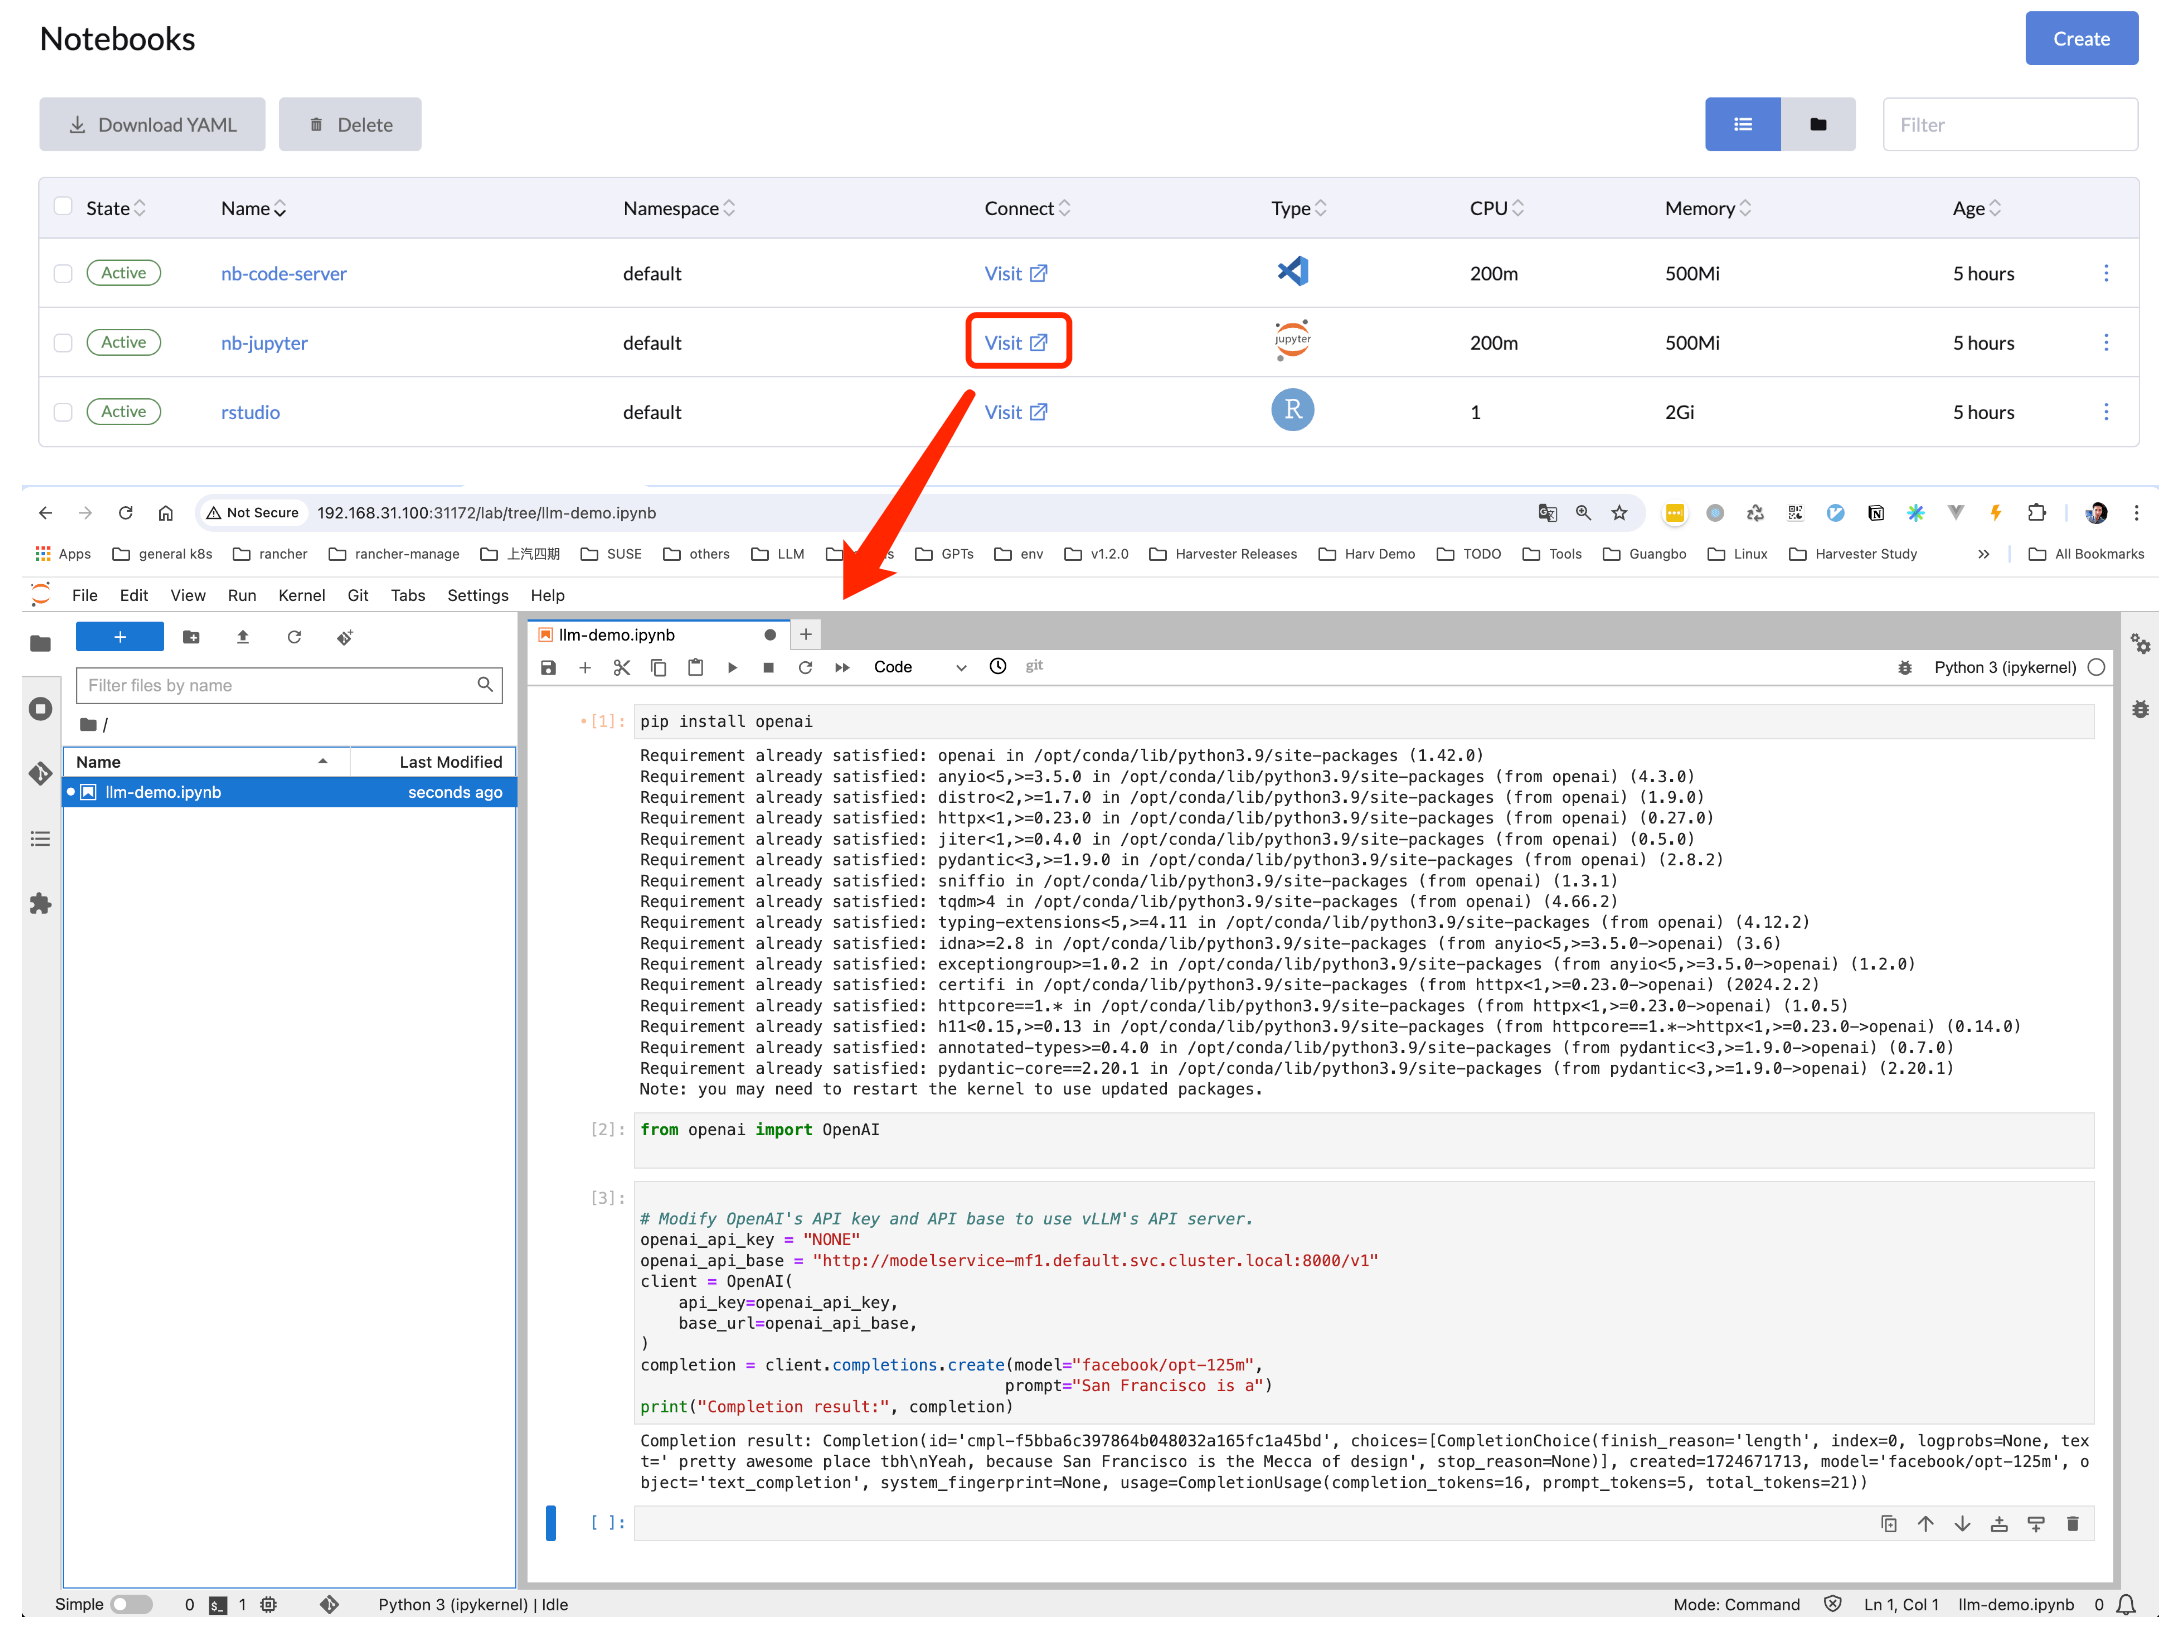 Notebooks
Create
Download YAML
Delete
Filter
State Name Namespace Connect Type CPU Memory Age
Active nb-code-server default Visit 200m 500Mi 5 hours
Active nb-jupyter default Visit jupyter 200m 500Mi 5 hours
Active rstudio default Visit R 1 2Gi 5 hours
Not Secure 192.168.31.100:31172/lab/tree/llm-demo.ipynb
Apps general k8s rancher rancher-manage 上汽四期 SUSE others LLM GPTs env v1.2.0 Harvester Releases Harv Demo TODO Tools Guangbo Linux Harvester Study » All Bookmarks
File Edit View Run Kernel Git Tabs Settings Help
llm-demo.ipynb
Code git Python 3 (ipykernel)
Filter files by name
/
Name Last Modified
llm-demo.ipynb seconds ago
[1]: pip install openai
Requirement already satisfied: openai in /opt/conda/lib/python3.9/site-packages (1.42.0)
Requirement already satisfied: anyio<5,>=3.5.0 in /opt/conda/lib/python3.9/site-packages (from openai) (4.3.0)
Requirement already satisfied: distro<2,>=1.7.0 in /opt/conda/lib/python3.9/site-packages (from openai) (1.9.0)
Requirement already satisfied: httpx<1,>=0.23.0 in /opt/conda/lib/python3.9/site-packages (from openai) (0.27.0)
Requirement already satisfied: jiter<1,>=0.4.0 in /opt/conda/lib/python3.9/site-packages (from openai) (0.5.0)
Requirement already satisfied: pydantic<3,>=1.9.0 in /opt/conda/lib/python3.9/site-packages (from openai) (2.8.2)
Requirement already satisfied: sniffio in /opt/conda/lib/python3.9/site-packages (from openai) (1.3.1)
Requirement already satisfied: tqdm>4 in /opt/conda/lib/python3.9/site-packages (from openai) (4.66.2)
Requirement already satisfied: typing-extensions<5,>=4.11 in /opt/conda/lib/python3.9/site-packages (from openai) (4.12.2)
Requirement already satisfied: idna>=2.8 in /opt/conda/lib/python3.9/site-packages (from anyio<5,>=3.5.0->openai) (3.6)
Requirement already satisfied: exceptiongroup>=1.0.2 in /opt/conda/lib/python3.9/site-packages (from anyio<5,>=3.5.0->openai) (1.2.0)
Requirement already satisfied: certifi in /opt/conda/lib/python3.9/site-packages (from httpx<1,>=0.23.0->openai) (2024.2.2)
Requirement already satisfied: httpcore==1.* in /opt/conda/lib/python3.9/site-packages (from httpx<1,>=0.23.0->openai) (1.0.5)
Requirement already satisfied: h11<0.15,>=0.13 in /opt/conda/lib/python3.9/site-packages (from httpcore==1.*->httpx<1,>=0.23.0->openai) (0.14.0)
Requirement already satisfied: annotated-types>=0.4.0 in /opt/conda/lib/python3.9/site-packages (from pydantic<3,>=1.9.0->openai) (0.7.0)
Requirement already satisfied: pydantic-core==2.20.1 in /opt/conda/lib/python3.9/site-packages (from pydantic<3,>=1.9.0->openai) (2.20.1)
Note: you may need to restart the kernel to use updated packages.
[2]: from openai import OpenAI
[3]:
# Modify OpenAI's API key and API base to use vLLM's API server.
openai_api_key = "NONE"
openai_api_base = "http://modelservice-mf1.default.svc.cluster.local:8000/v1"
client = OpenAI(
    api_key=openai_api_key,
    base_url=openai_api_base,
)
completion = client.completions.create(model="facebook/opt-125m",
                                      prompt="San Francisco is a")
print("Completion result:", completion)
Completion result: Completion(id='cmpl-f5bba6c397864b048032a165fc1a45bd', choices=[CompletionChoice(finish_reason='length', index=0, logprobs=None, tex
t=' pretty awesome place tbh\nYeah, because San Francisco is the Mecca of design', stop_reason=None)], created=1724671713, model='facebook/opt-125m', o
bject='text_completion', system_fingerprint=None, usage=CompletionUsage(completion_tokens=16, prompt_tokens=5, total_tokens=21))
[ ]:
Simple 0 $_ 1 Python 3 (ipykernel) | Idle Mode: Command Ln 1, Col 1 llm-demo.ipynb 0